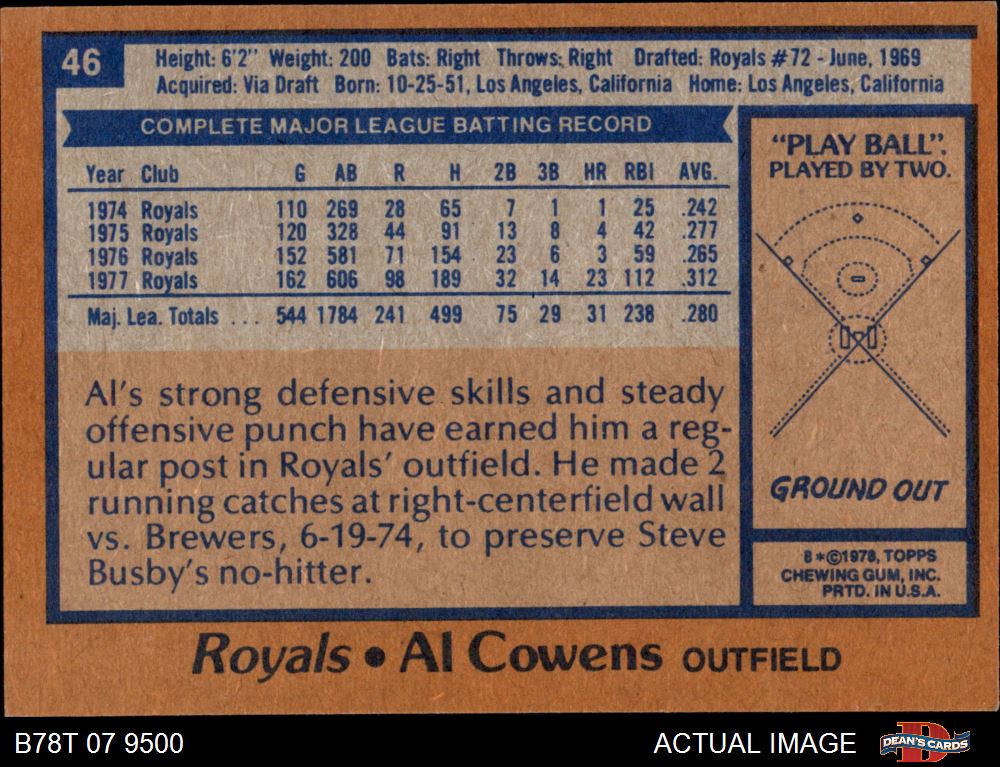 46
Height: 6'2" Weight: 200 Bats: Right Throws: Right Drafted: Royals #72 - June, 1969
Acquired: Via Draft Born: 10-25-51, Los Angeles, California Home: Los Angeles, California
COMPLETE MAJOR LEAGUE BATTING RECORD
Year Club G AB R H 2B 3B HR RBI AVG.
1974 Royals 110 269 28 65 7 1 1 25 .242
1975 Royals 120 328 44 91 13 8 4 42 .277
1976 Royals 152 581 71 154 23 6 3 59 .265
1977 Royals 162 606 98 189 32 14 23 112 .312
Maj. Lea. Totals ... 544 1784 241 499 75 29 31 238 .280
Al's strong defensive skills and steady
offensive punch have earned him a reg-
ular post in Royals' outfield. He made 2
running catches at right-centerfield wall
vs. Brewers, 6-19-74, to preserve Steve
Busby's no-hitter.
"PLAY BALL".
PLAYED BY TWO.
GROUND OUT
8*©1978, TOPPS
CHEWING GUM, INC.
PRTD. IN U.S.A.
Royals • Al Cowens OUTFIELD
B78T 07 9500
ACTUAL IMAGE
D
DEAN'S CARDS